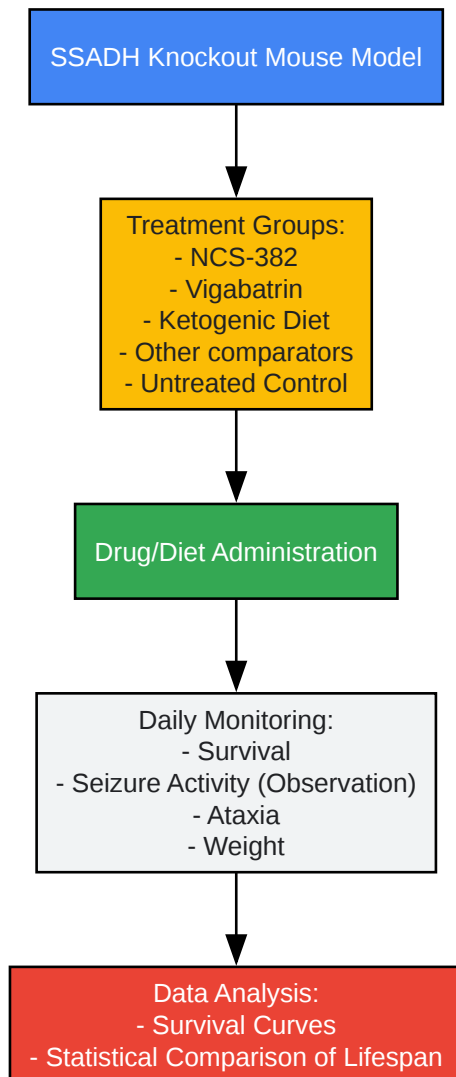 SSADH Knockout Mouse Model
Treatment Groups:
- NCS-382
- Vigabatrin
- Ketogenic Diet
- Other comparators
- Untreated Control
Drug/Diet Administration
Daily Monitoring:
- Survival
- Seizure Activity (Observation)
- Ataxia
- Weight
Data Analysis:
- Survival Curves
- Statistical Comparison of Lifespan